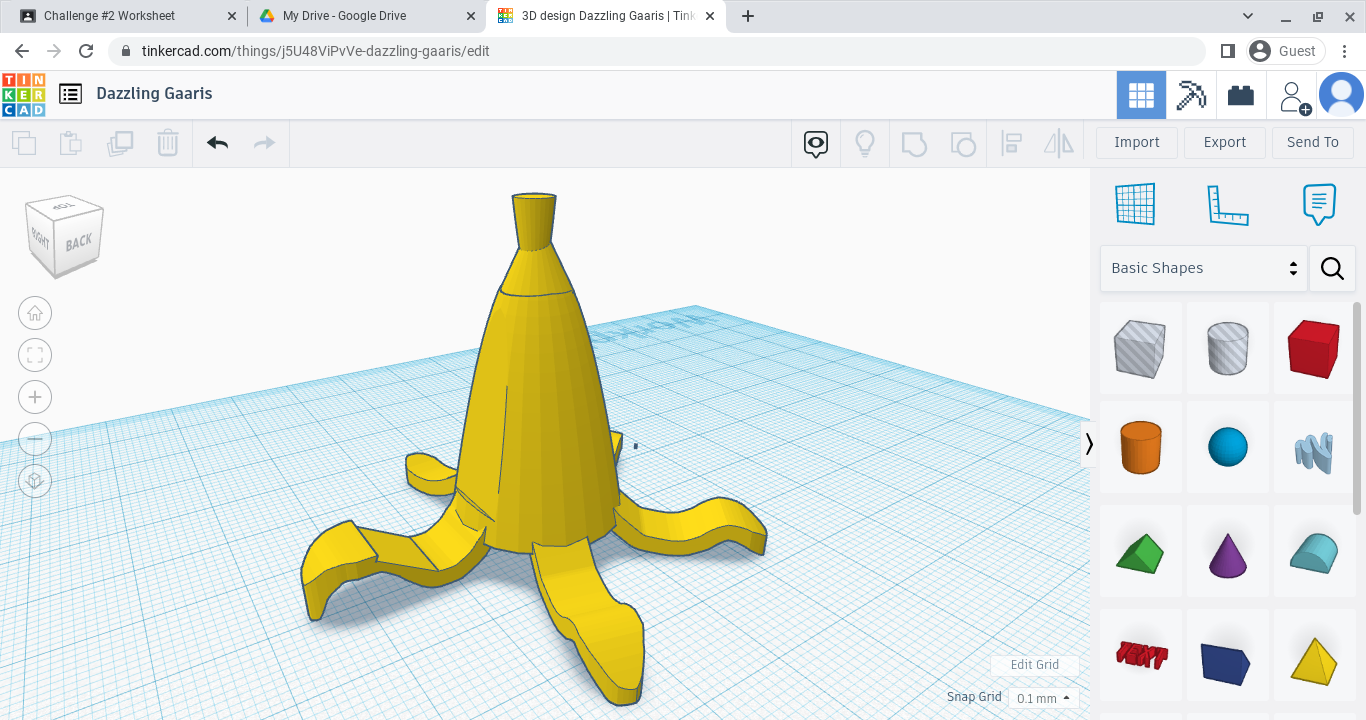 Challenge #2 Worksheet
My Drive - Google Drive
3D design Dazzling Gaaris | Tink
tinkercad.com/things/j5U48ViPvVe-dazzling-gaaris/edit
Guest
TIN
KER
CAD
Dazzling Gaaris
Import
Export
Send To
TOP
RIGHT
BACK
Basic Shapes
Workplane
TEXT
Edit Grid
Snap Grid
0.1 mm